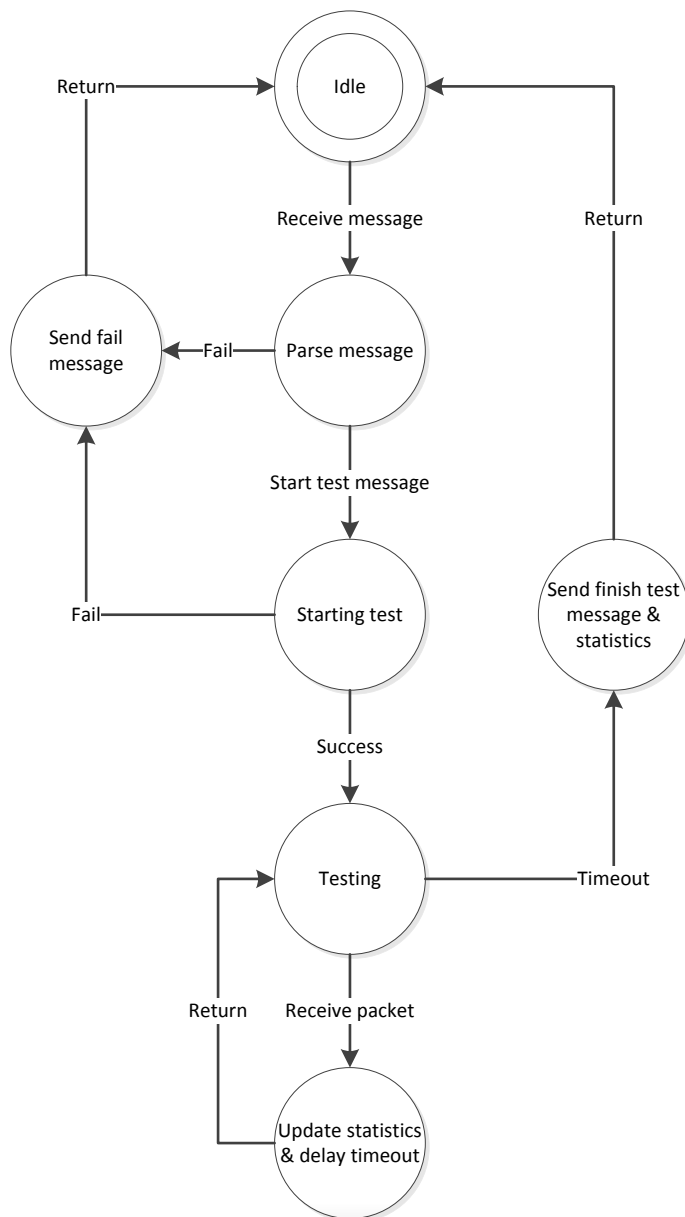 Return
Idle
Receive message
Return
Send fail
message
Fail
Parse message
Start test message
Fail
Starting test
Send finish test
message &
statistics
Success
Testing
Timeout
Return
Receive packet
Update statistics
& delay timeout